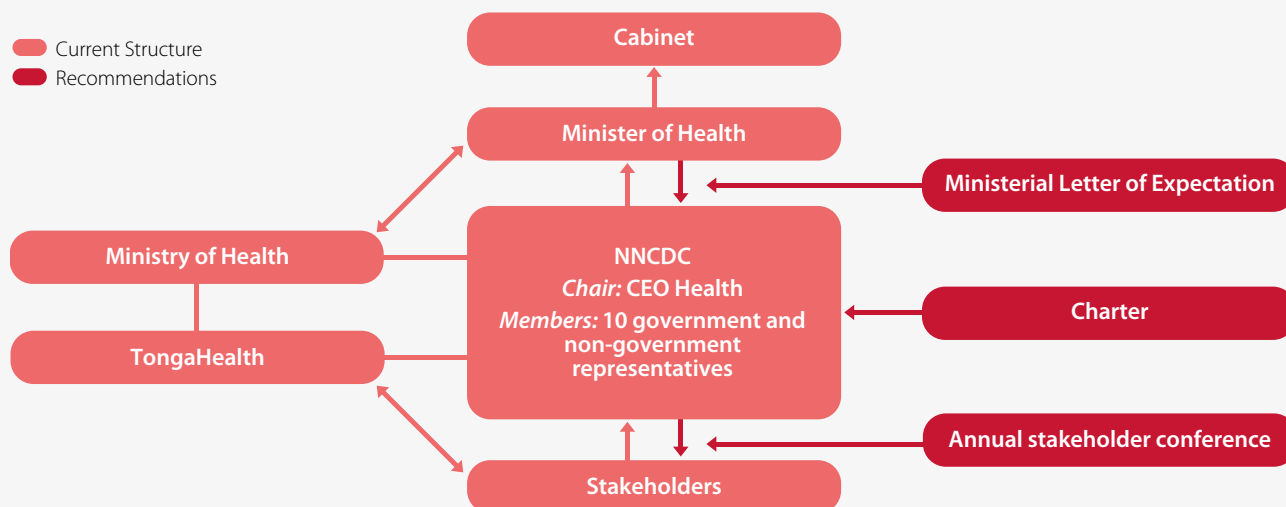 Current Structure
Recommendations
Cabinet
Minister of Health
Ministerial Letter of Expectation
Ministry of Health
NNCDC
Chair: CEO Health
Members: 10 government and
non-government
representatives
Charter
TongaHealth
Annual stakeholder conference
Stakeholders